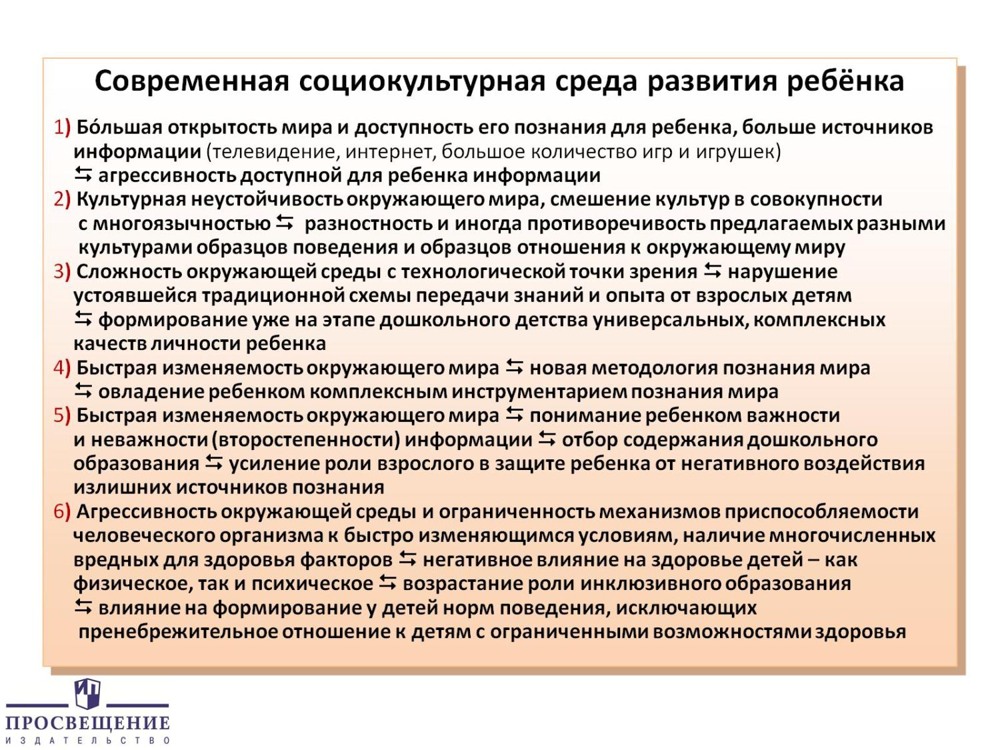 Современная социокультурная среда развития ребёнка
1) Бо́льшая открытость мира и доступность его познания для ребенка, больше источников
информации (телевидение, интернет, большое количество игр и игрушек)
⇆ агрессивность доступной для ребенка информации
2) Культурная неустойчивость окружающего мира, смешение культур в совокупности
с многоязычностью ⇆ разностность и иногда противоречивость предлагаемых разными
культурами образцов поведения и образцов отношения к окружающему миру
3) Сложность окружающей среды с технологической точки зрения ⇆ нарушение
устоявшейся традиционной схемы передачи знаний и опыта от взрослых детям
⇆ формирование уже на этапе дошкольного детства универсальных, комплексных
качеств личности ребенка
4) Быстрая изменяемость окружающего мира ⇆ новая методология познания мира
⇆ овладение ребенком комплексным инструментарием познания мира
5) Быстрая изменяемость окружающего мира ⇆ понимание ребенком важности
и неважности (второстепенности) информации ⇆ отбор содержания дошкольного
образования ⇆ усиление роли взрослого в защите ребенка от негативного воздействия
излишних источников познания
6) Агрессивность окружающей среды и ограниченность механизмов приспособляемости
человеческого организма к быстро изменяющимся условиям, наличие многочисленных
вредных для здоровья факторов ⇆ негативное влияние на здоровье детей – как
физическое, так и психическое ⇆ возрастание роли инклюзивного образования
⇆ влияние на формирование у детей норм поведения, исключающих
пренебрежительное отношение к детям с ограниченными возможностями здоровья
ИП
ПРОСВЕЩЕНИЕ
ИЗДАТЕЛЬСТВО